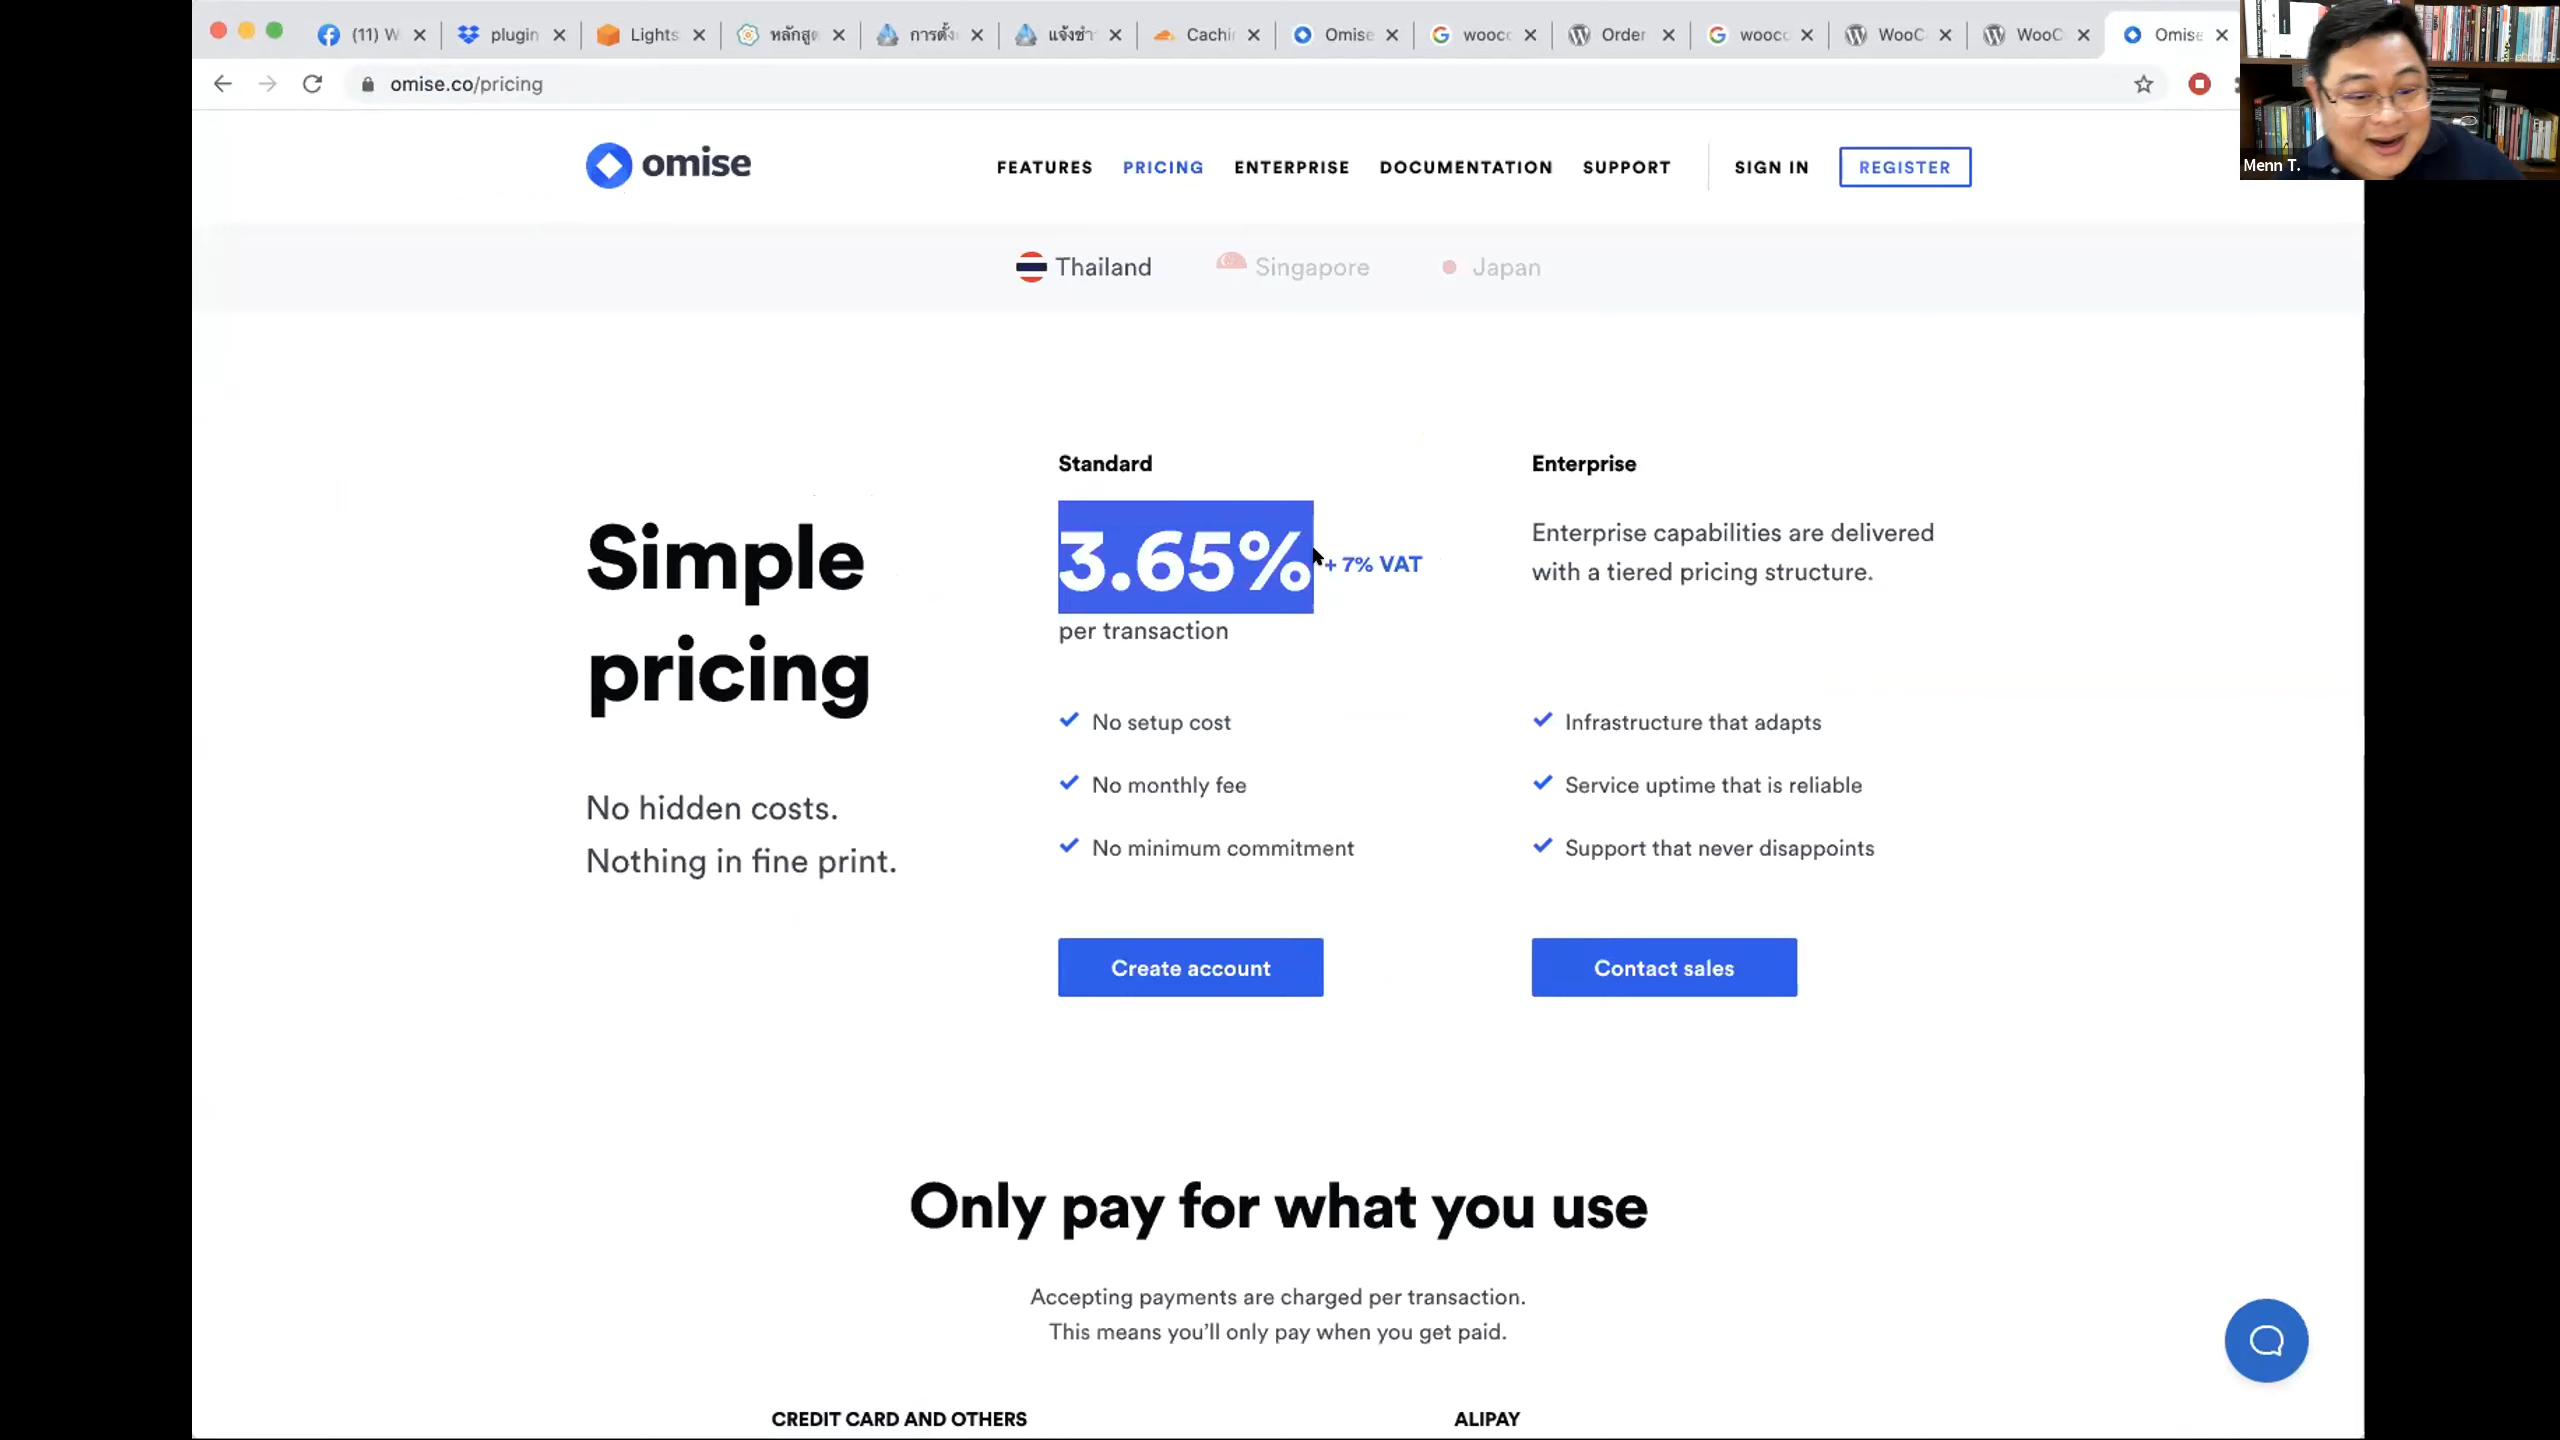 (11) W
plugin
Lights
หลักสูต
การตั้ง
แจ้งชำ
Cachi
Omise
wooco
Order
wooco
WooC
WooC
Omise
omise.co/pricing
Menn T.
omise
FEATURES
PRICING
ENTERPRISE
DOCUMENTATION
SUPPORT
SIGN IN
REGISTER
Thailand
Singapore
Japan
Simple
pricing
No hidden costs.
Nothing in fine print.
Standard
3.65% + 7% VAT
per transaction
No setup cost
No monthly fee
No minimum commitment
Create account
Enterprise
Enterprise capabilities are delivered
with a tiered pricing structure.
Infrastructure that adapts
Service uptime that is reliable
Support that never disappoints
Contact sales
Only pay for what you use
Accepting payments are charged per transaction.
This means you’ll only pay when you get paid.
CREDIT CARD AND OTHERS
ALIPAY